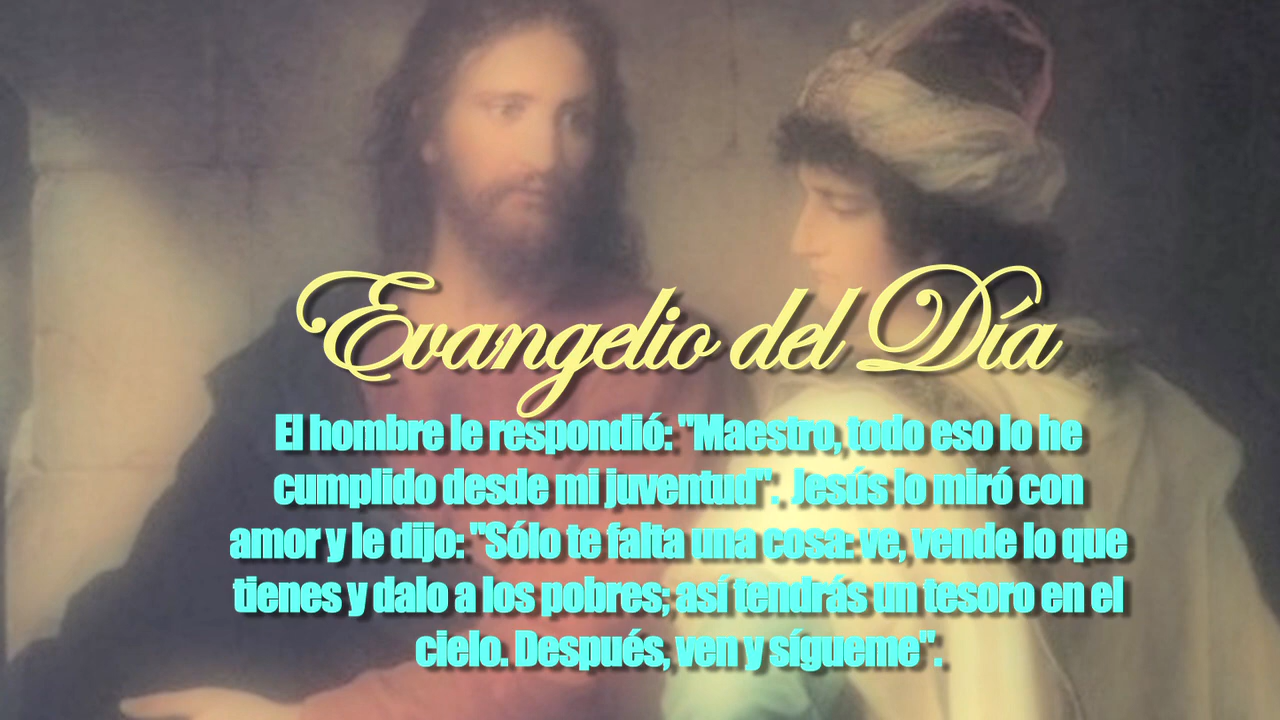 Evangelio del Día
El hombre le respondió: "Maestro, todo eso lo he
cumplido desde mi juventud". Jesús lo miró con
amor y le dijo: "Sólo te falta una cosa: ve, vende lo que
tienes y dalo a los pobres; así tendrás un tesoro en el
cielo. Después, ven y sígueme".